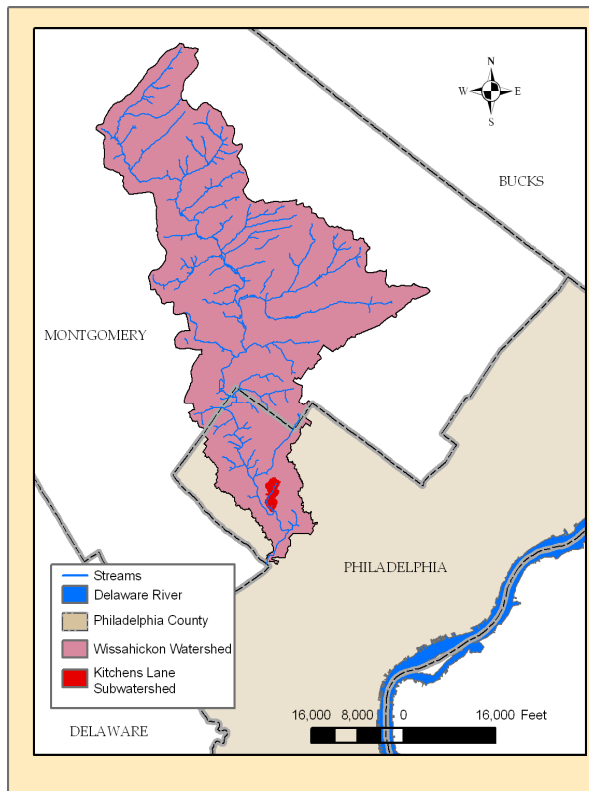 N
W E
S
BUCKS
MONTGOMERY
PHILADELPHIA
Streams
Delaware River
Philadelphia County
Wissahickon Watershed
Kitchens Lane
Subwatershed
DELAWARE
16,000 8,000 0 16,000 Feet